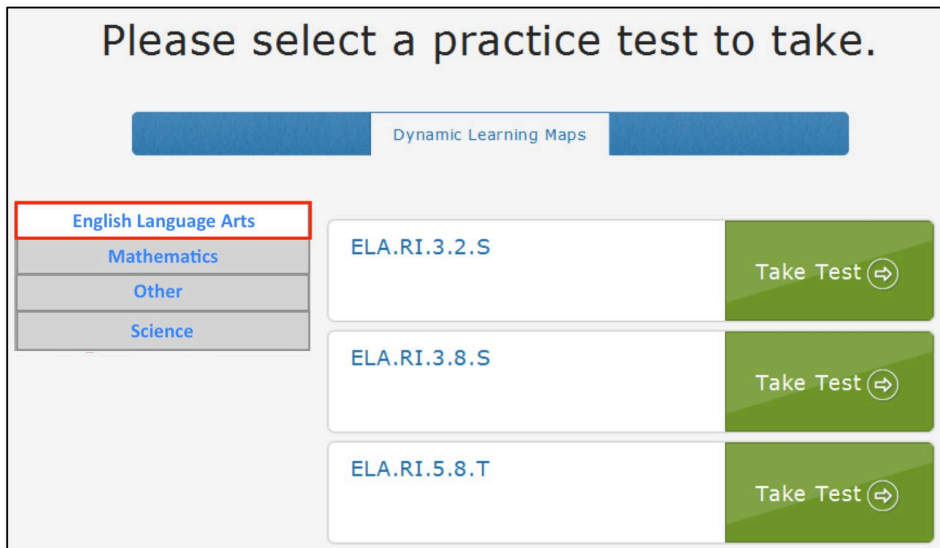 Please select a practice test to take.
Dynamic Learning Maps
English Language Arts
Mathematics
Other
Science
ELA.RI.3.2.S
Take Test
ELA.RI.3.8.S
Take Test
ELA.RI.5.8.T
Take Test